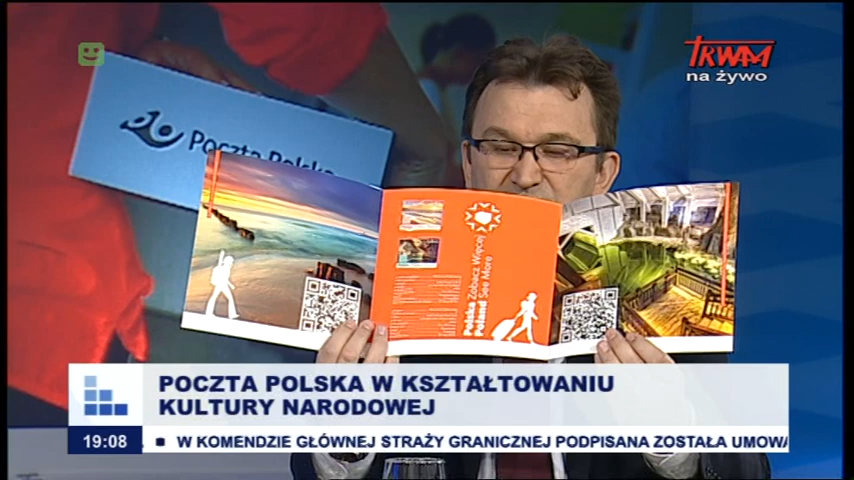 TRWAM
na żywo
Poczta Polska
Polska Zobacz Więcej
Poland See More
POCZTA POLSKA W KSZTAŁTOWANIU
KULTURY NARODOWEJ
19:08
W KOMENDZIE GŁÓWNEJ STRAŻY GRANICZNEJ PODPISANA ZOSTAŁA UMOWA